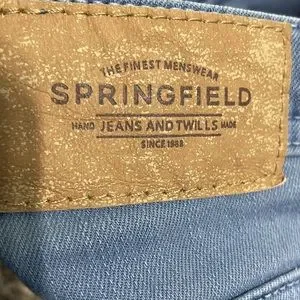 THE FINEST MENSWEAR
SPRINGFIELD
HAND JEANS AND TWILLS MADE
SINCE 1988